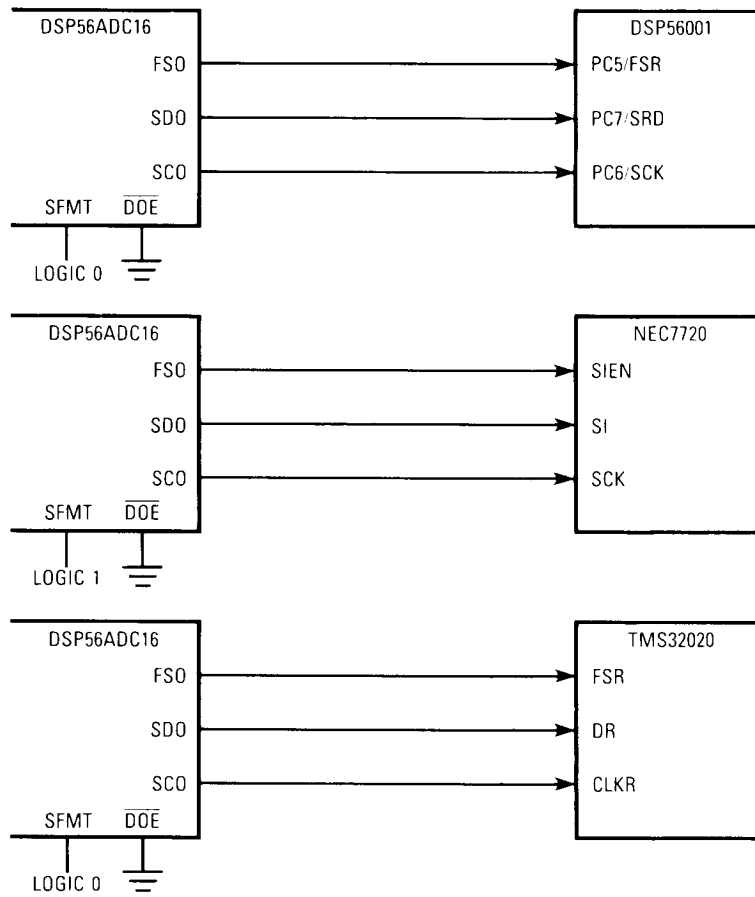 DSP56ADC16 DSP56001
FSO PC5/FSR
SDO PC7/SRD
SCO PC6/SCK
SFMT DOE
LOGIC 0
DSP56ADC16 NEC7720
FSO SIEN
SDO SI
SCO SCK
SFMT DOE
LOGIC 1
DSP56ADC16 TMS32020
FSO FSR
SDO DR
SCO CLKR
SFMT DOE
LOGIC 0